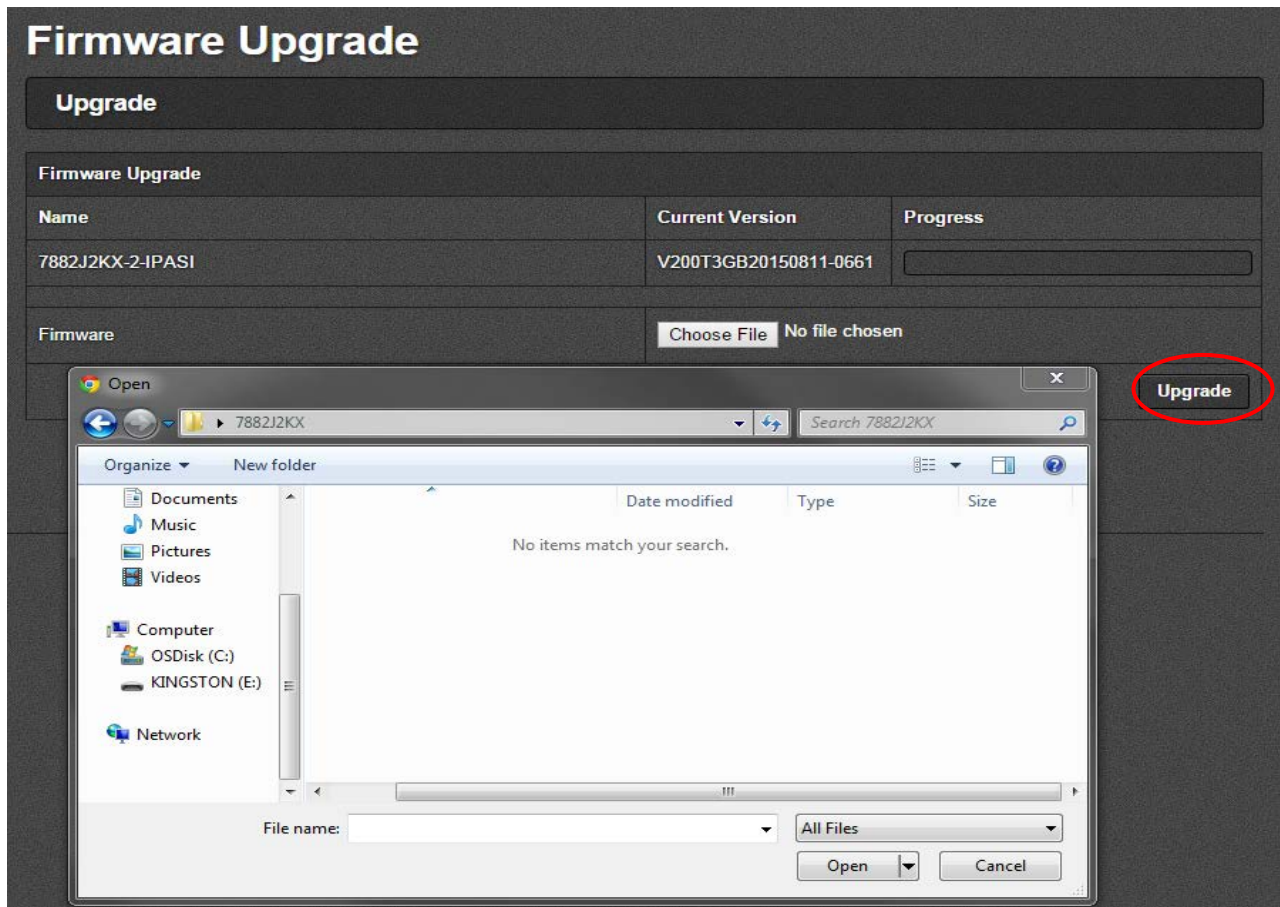 Firmware Upgrade
Upgrade
Firmware Upgrade
Name Current Version Progress
7882J2KX-2-IPASI V200T3GB20150811-0661
Firmware Choose File No file chosen
Upgrade
Open
7882J2KX Search 7882J2KX
Organize New folder
Date modified Type Size
Documents
Music
No items match your search.
Pictures
Videos
Computer
OSDisk (C:)
KINGSTON (E:)
Network
File name: All Files
Open Cancel